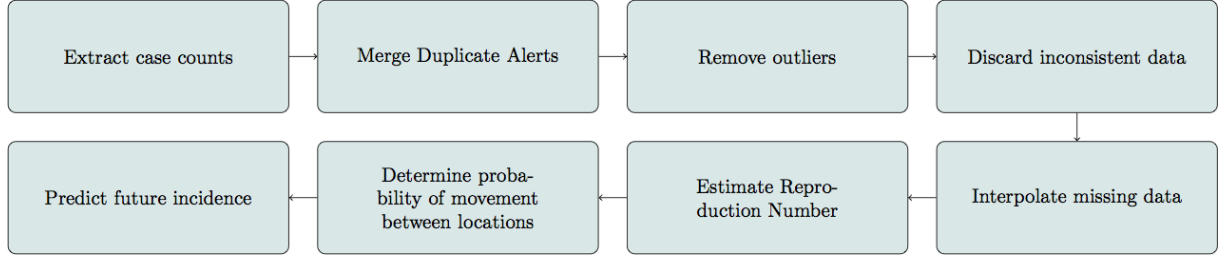 Extract case counts
Merge Duplicate Alerts
Remove outliers
Discard inconsistent data
Predict future incidence
Determine proba-
bility of movement
between locations
Estimate Repro-
duction Number
Interpolate missing data